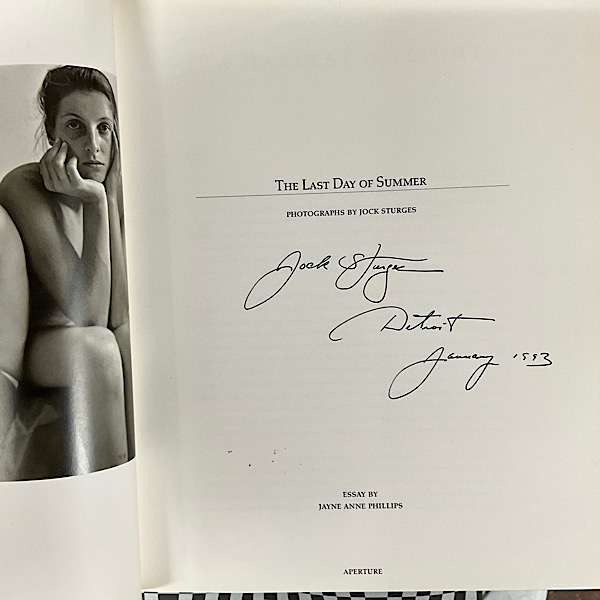 THE LAST DAY OF SUMMER
PHOTOGRAPHS BY JOCK STURGES
Jock Sturges
Detroit
January 1993
ESSAY BY
JAYNE ANNE PHILLIPS
APERTURE